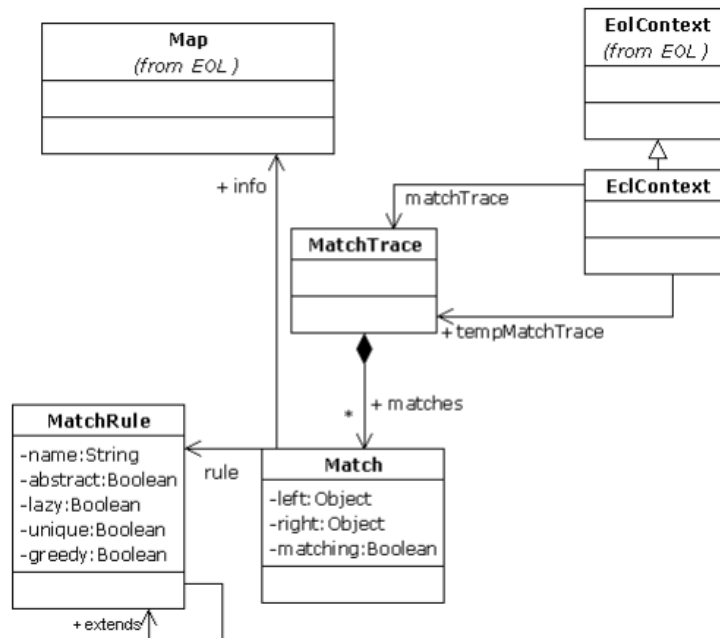 EolContext
(from EOL)
Map
(from EOL)
+ info
matchTrace
EclContext
MatchTrace
+ tempMatchTrace
+ matches
*
MatchRule
-name:String
-abstract:Boolean
-lazy:Boolean
-unique:Boolean
-greedy:Boolean
rule
Match
-left:Object
-right:Object
-matching:Boolean
+ extends